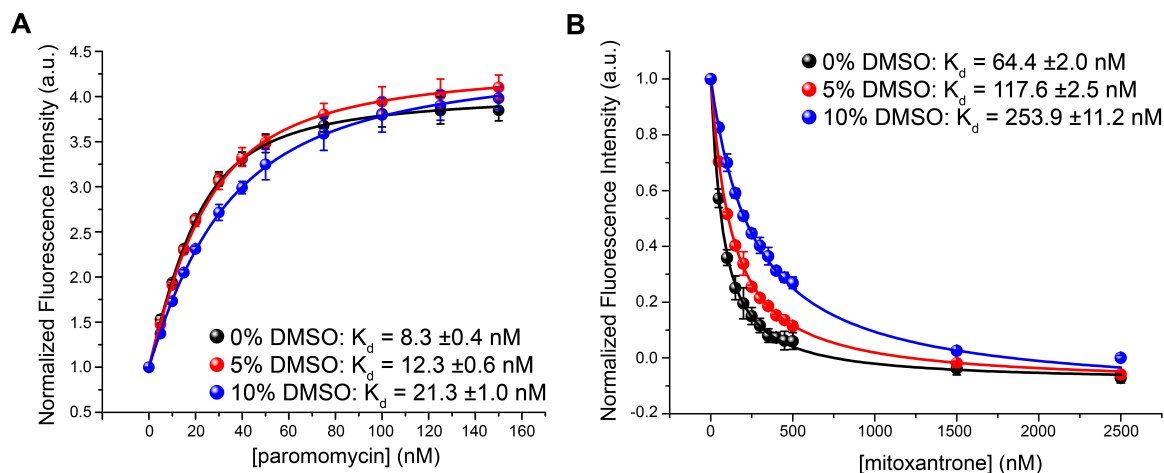 A
Normalized Fluorescence Intensity (a.u.)
4.5
4.0
3.5
3.0
2.5
2.0
1.5
1.0
0.5
0% DMSO: Kd = 8.3 ±0.4 nM
5% DMSO: Kd = 12.3 ±0.6 nM
10% DMSO: Kd = 21.3 ±1.0 nM
0 20 40 60 80 100 120 140 160
[paromomycin] (nM)
B
Normalized Fluorescence Intensity (a.u.)
1.0
0.8
0.6
0.4
0.2
0.0
-0.2
0% DMSO: Kd = 64.4 ±2.0 nM
5% DMSO: Kd = 117.6 ±2.5 nM
10% DMSO: Kd = 253.9 ±11.2 nM
0 500 1000 1500 2000 2500
[mitoxantrone] (nM)